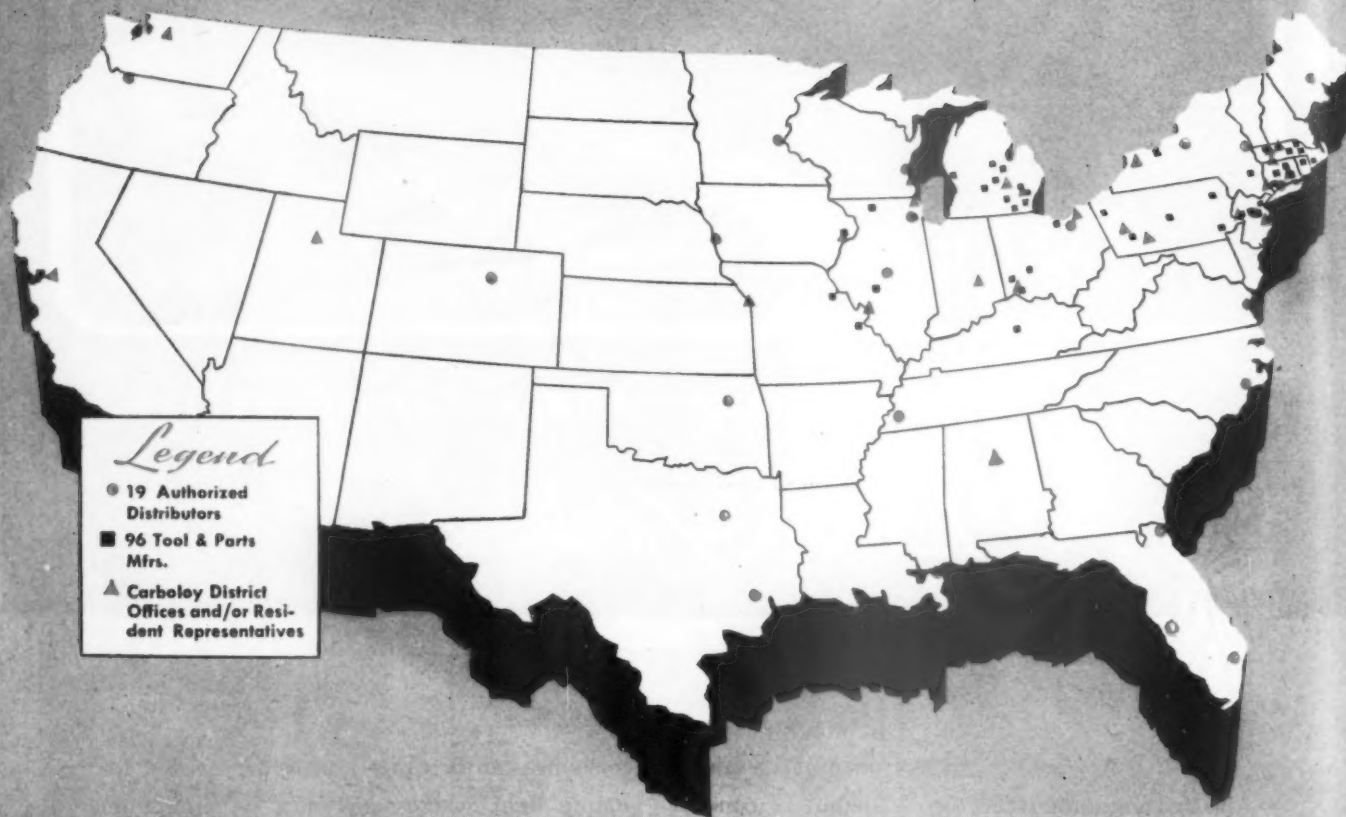 Legend
19 Authorized
Distributors
96 Tool & Parts
Mfrs.
Carboloy District
Offices and/or Resi-
dent Representatives